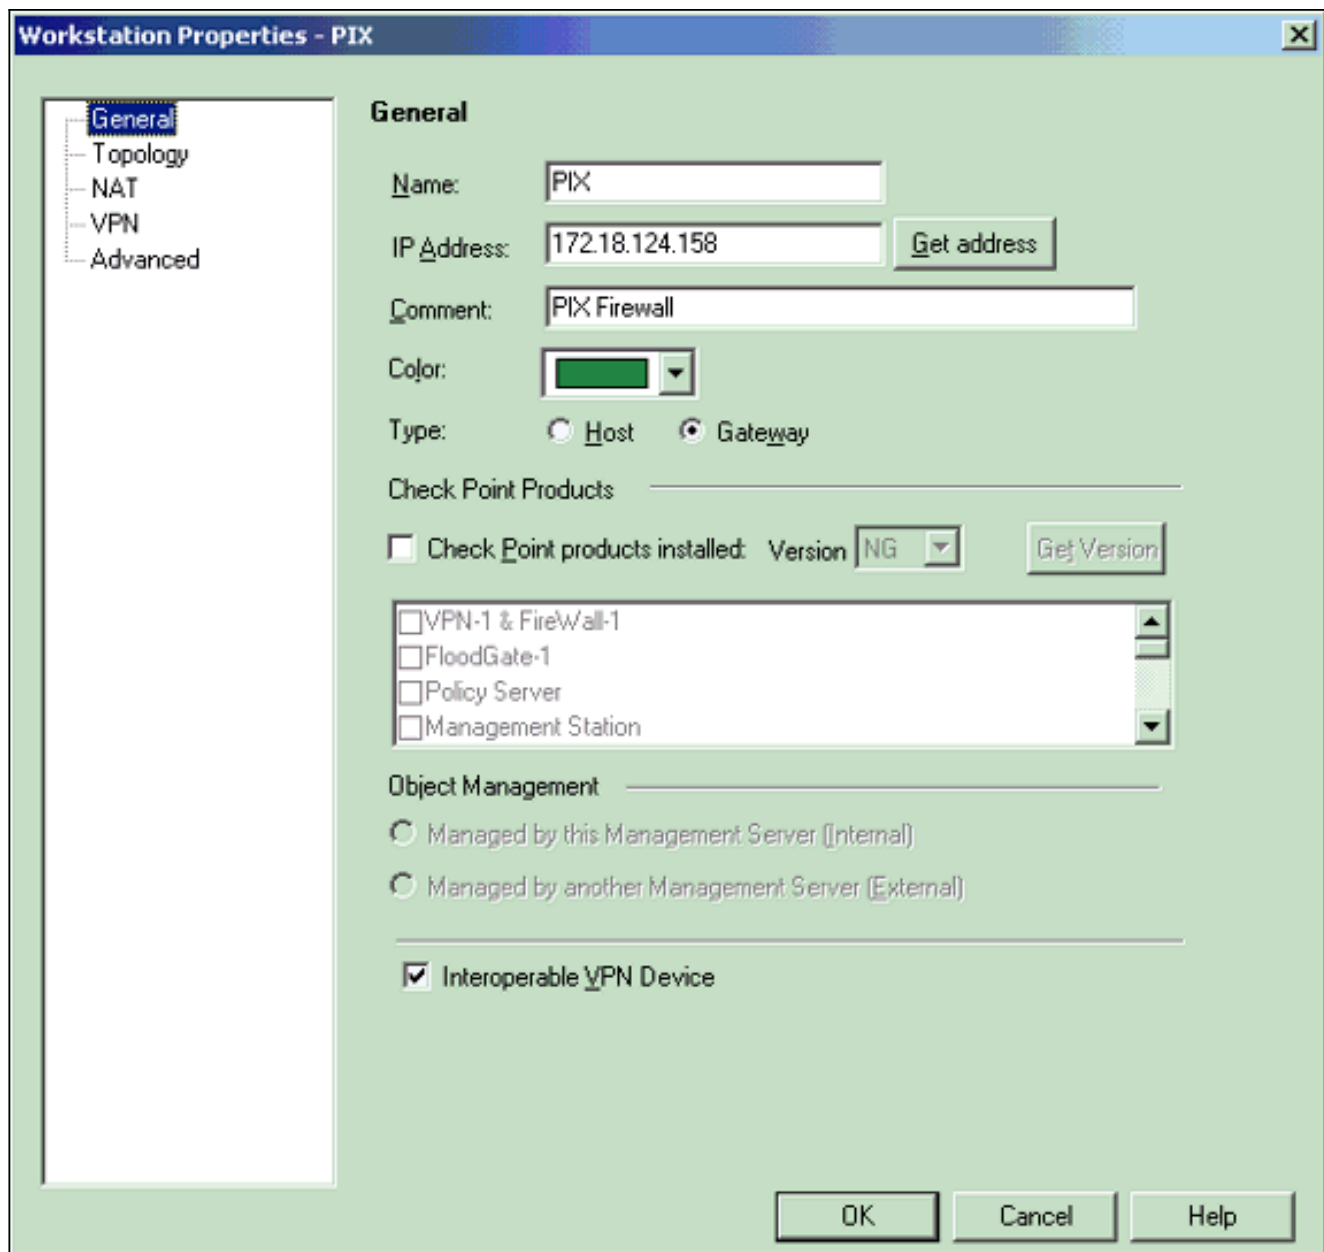 Workstation Properties - PIX
General
Topology
NAT
VPN
Advanced
General
Name: PIX
IP Address: 172.18.124.158 Get address
Comment: PIX Firewall
Color:
Type: Host Gateway
Check Point Products
Check Point products installed: Version NG Get Version
VPN-1 & FireWall-1
FloodGate-1
Policy Server
Management Station
Object Management
Managed by this Management Server (Internal)
Managed by another Management Server (External)
Interoperable VPN Device
OK Cancel Help